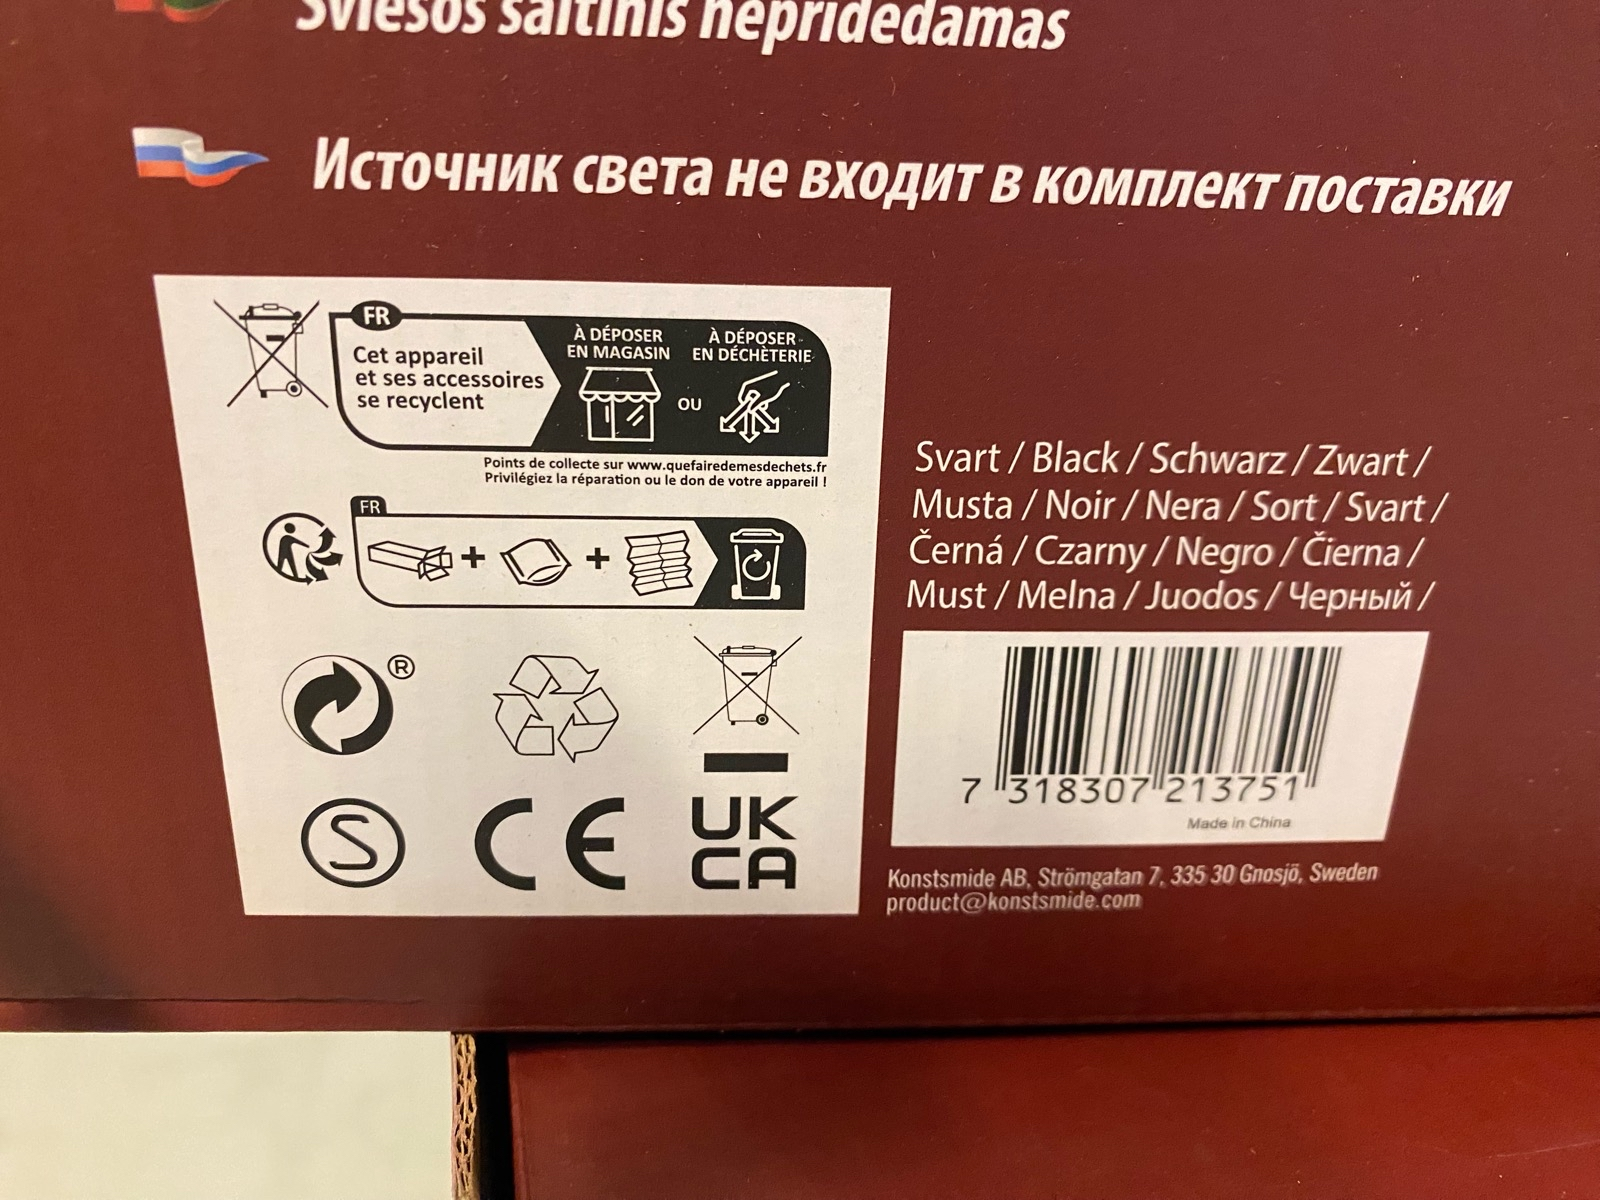 Šviesos šaltinis nepridedamas
Источник света не входит в комплект поставки
FR
Cet appareil
et ses accessoires
se recyclent
À DÉPOSER
EN MAGASIN
OU
À DÉPOSER
EN DÉCHÈTERIE
Points de collecte sur www.quefairedemesdechets.fr
Privilégiez la réparation ou le don de votre appareil !
FR
+
+
®
S
CE
UK
CA
Svart / Black / Schwarz / Zwart /
Musta / Noir / Nera / Sort / Svart /
Černá / Czarny / Negro / Čierna /
Must / Melna / Juodos / Черный /
7 318307 213751
Made in China
Konstsmide AB, Strömgatan 7, 335 30 Gnosjö, Sweden
product@konstsmide.com